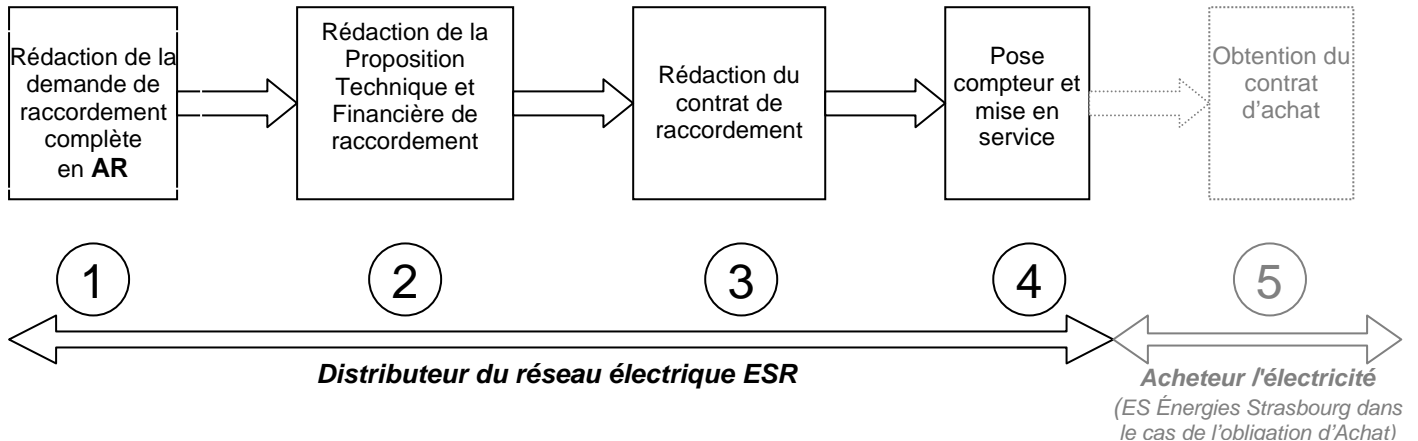 Rédaction de la
demande de
raccordement
complète
en AR
Rédaction de la
Proposition
Technique et
Financière de
raccordement
Rédaction du
contrat de
raccordement
Pose
compteur et
mise en
service
Obtention du
contrat
d'achat
1
2
3
4
5
Distributeur du réseau électrique ESR
Acheteur l'électricité
(ES Énergies Strasbourg dans
le cas de l'obligation d'Achat)